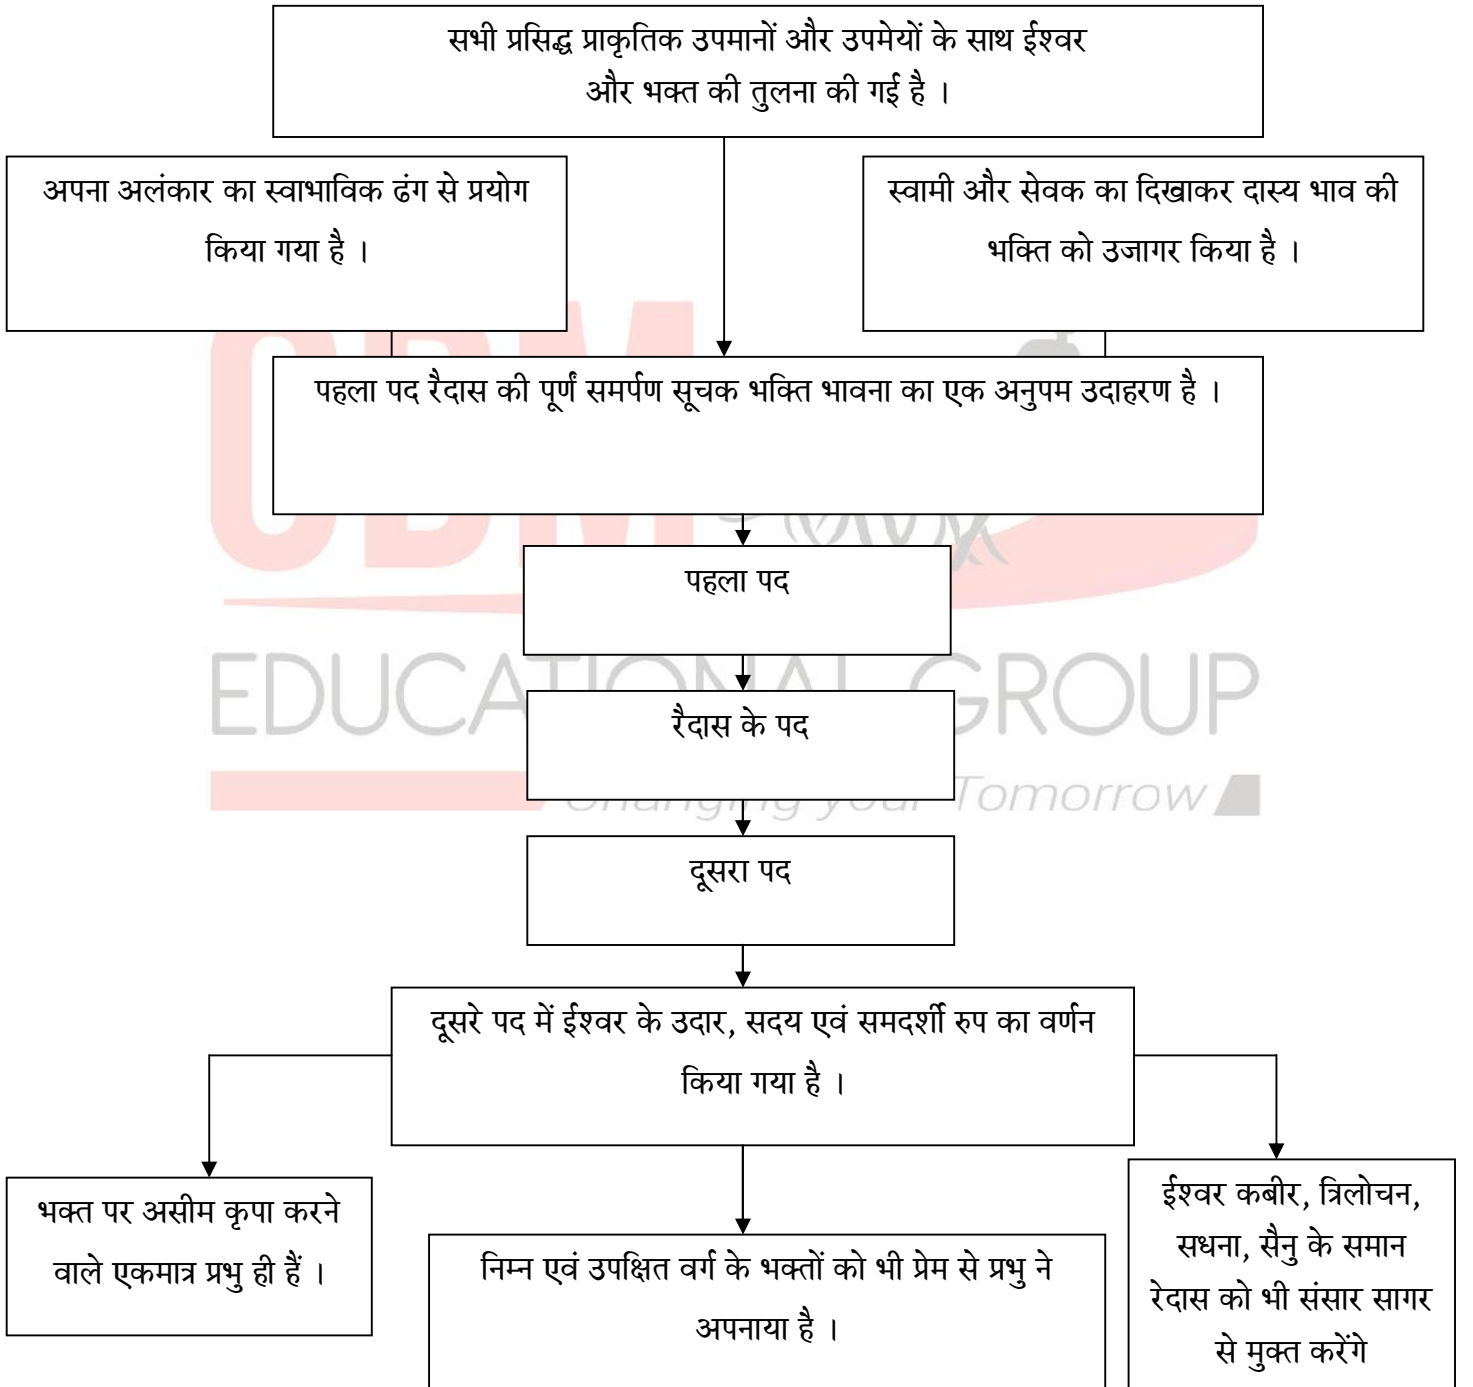 सभी प्रसिद्ध प्राकृतिक उपमानों और उपमेयों के साथ ईश्वर
और भक्त की तुलना की गई है ।
अपना अलंकार का स्वाभाविक ढंग से प्रयोग
किया गया है ।
स्वामी और सेवक का दिखाकर दास्य भाव की
भक्ति को उजागर किया है ।
पहला पद रैदास की पूर्णं समर्पण सूचक भक्ति भावना का एक अनुपम उदाहरण है ।
पहला पद
EDUCATIONAL GROUP
रैदास के पद
Changing your Tomorrow
दूसरा पद
दूसरे पद में ईश्वर के उदार, सदय एवं समदर्शी रुप का वर्णन
किया गया है ।
भक्त पर असीम कृपा करने
वाले एकमात्र प्रभु ही हैं ।
निम्न एवं उपक्षित वर्ग के भक्तों को भी प्रेम से प्रभु ने
अपनाया है ।
ईश्वर कबीर, त्रिलोचन,
सधना, सैनु के समान
रेदास को भी संसार सागर
से मुक्त करेंगे